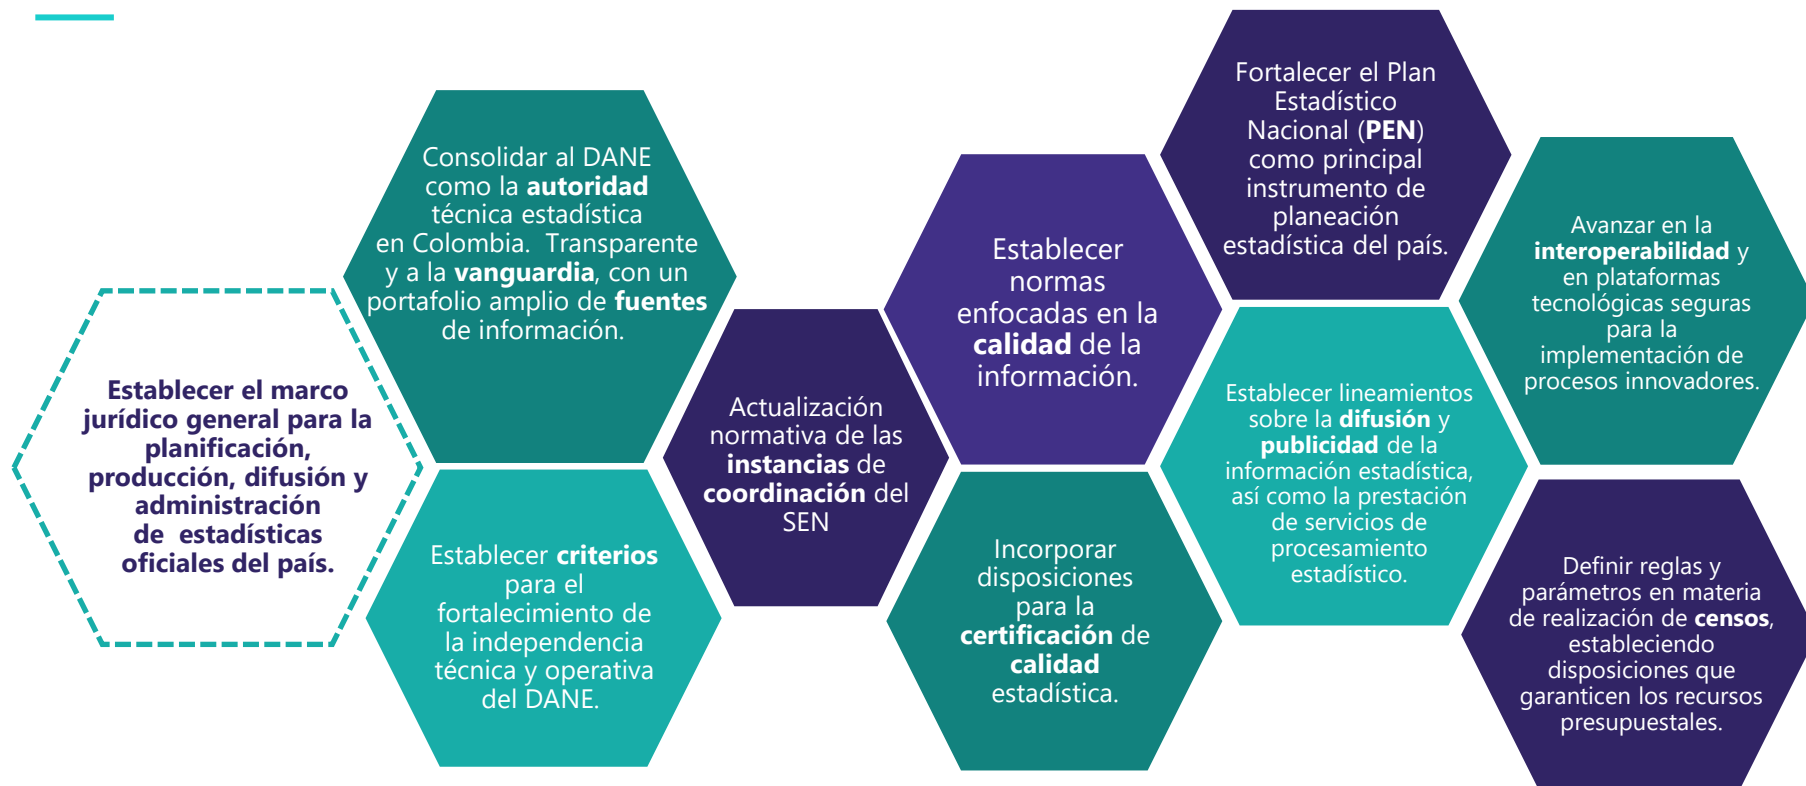 Establecer el marco
jurídico general para la
planificación,
producción, difusión y
administración
de estadísticas
oficiales del país.
Consolidar al DANE
como la autoridad
técnica estadística
en Colombia. Transparente
y a la vanguardia, con un
portafolio amplio de fuentes
de información.
Establecer criterios
para el
fortalecimiento de
la independencia
técnica y operativa
del DANE.
Actualización
normativa de las
instancias de
coordinación del
SEN
Establecer
normas
enfocadas en la
calidad de la
información.
Incorporar
disposiciones
para la
certificación de
calidad
estadística.
Fortalecer el Plan
Estadístico
Nacional (PEN)
como principal
instrumento de
planeación
estadística del país.
Establecer lineamientos
sobre la difusión y
publicidad de la
información estadística,
así como la prestación
de servicios de
procesamiento
estadístico.
Avanzar en la
interoperabilidad y
en plataformas
tecnológicas seguras
para la
implementación de
procesos innovadores.
Definir reglas y
parámetros en materia
de realización de censos,
estableciendo
disposiciones que
garanticen los recursos
presupuestales.